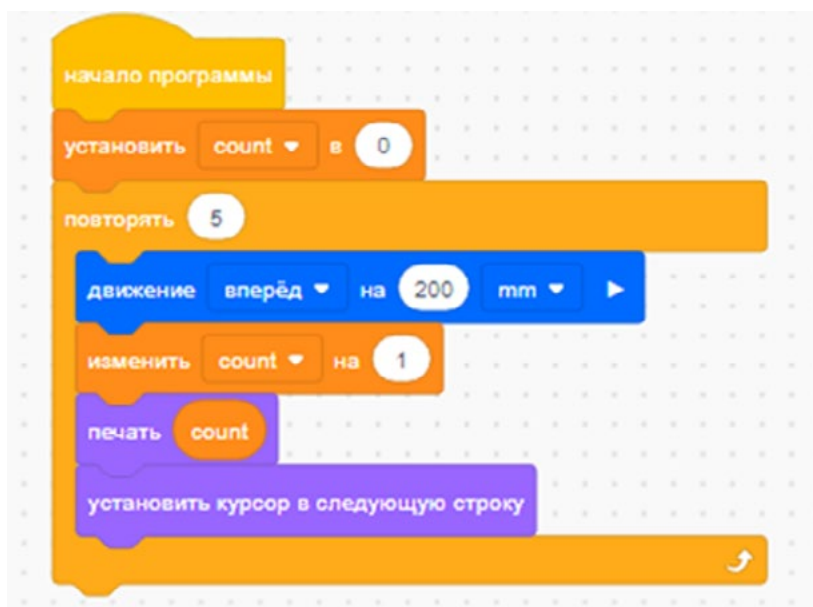 начало программы
установить count в 0
повторять 5
движение вперёд на 200 mm
изменить count на 1
печать count
установить курсор в следующую строку